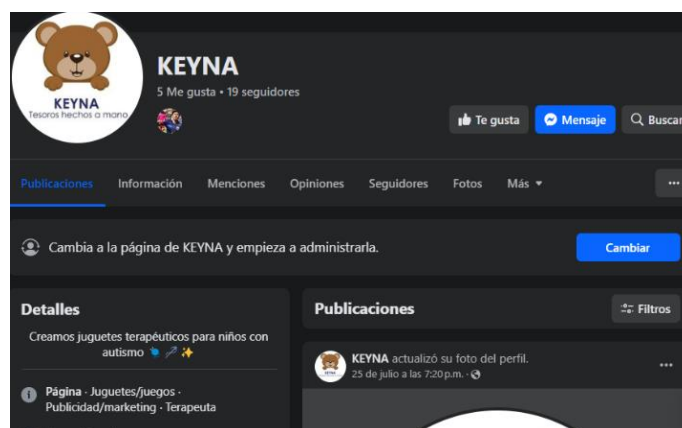 KEYNA
Tesoros hechos a mano
KEYNA
5 Me gusta • 19 seguidores
Te gusta
Mensaje
Buscar
Publicaciones
Información
Menciones
Opiniones
Seguidores
Fotos
Más
Cambia a la página de KEYNA y empieza a administrarla.
Cambiar
Detalles
Creamos juguetes terapéuticos para niños con
autismo
Página · Juguetes/juegos ·
Publicidad/marketing · Terapeuta
Publicaciones
Filtros
KEYNA actualizó su foto del perfil.
25 de julio a las 7:20 p.m. ·